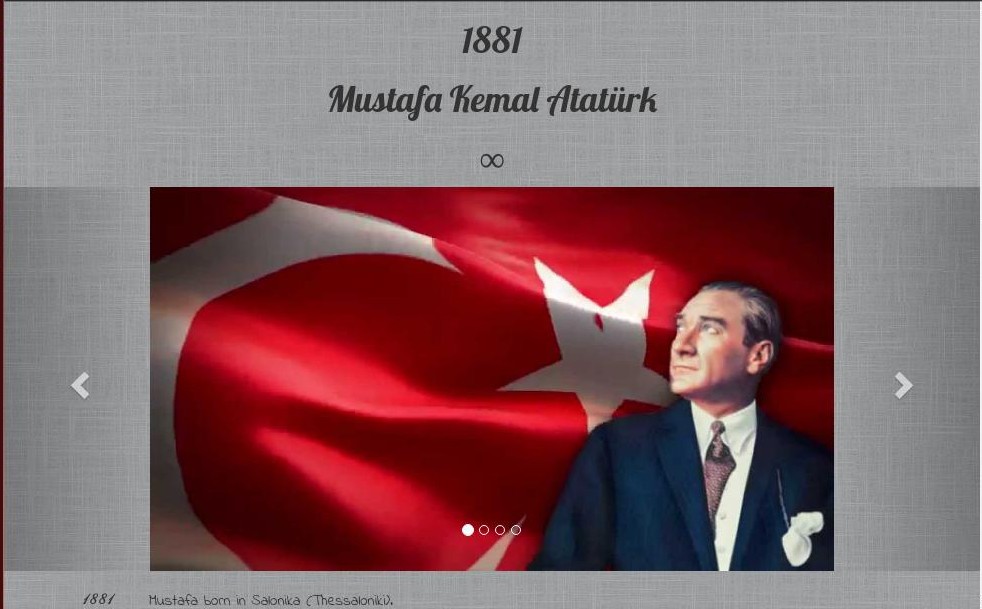 1881
Mustafa Kemal Atatürk
∞
1881 Mustafa born in Salonika (Thessaloniki).